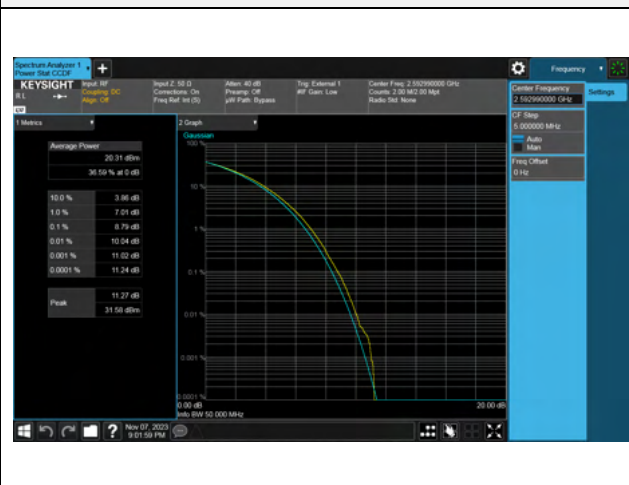 Spectrum Analyzer 1
Power Stat CCDF
KEYSIGHT
R L
Input: RF
Coupling: DC
Align: Off
Input Z: 50 Ω
Corrections: On
Freq Ref: Int (S)
Atten: 40 dB
Preamp: Off
µW Path: Bypass
Trig: External 1
#IF Gain: Low
Center Freq: 2.592990000 GHz
Counts: 2.00 M/2.00 Mpt
Radio Std: None
1 Metrics
Average Power
20.31 dBm
36.59 % at 0 dB
10.0 % 3.86 dB
1.0 % 7.01 dB
0.1 % 8.79 dB
0.01 % 10.04 dB
0.001 % 11.02 dB
0.0001 % 11.24 dB
Peak
11.27 dB
31.58 dBm
2 Graph
Gaussian
100 %
10 %
1 %
0.1 %
0.01 %
0.001 %
0.0001 %
0.00 dB
20.00 dB
Info BW 50.000 MHz
Frequency
Settings
Center Frequency
2.592990000 GHz
CF Step
5.000000 MHz
Auto
Man
Freq Offset
0 Hz
Nov 07, 2023
9:01:59 PM